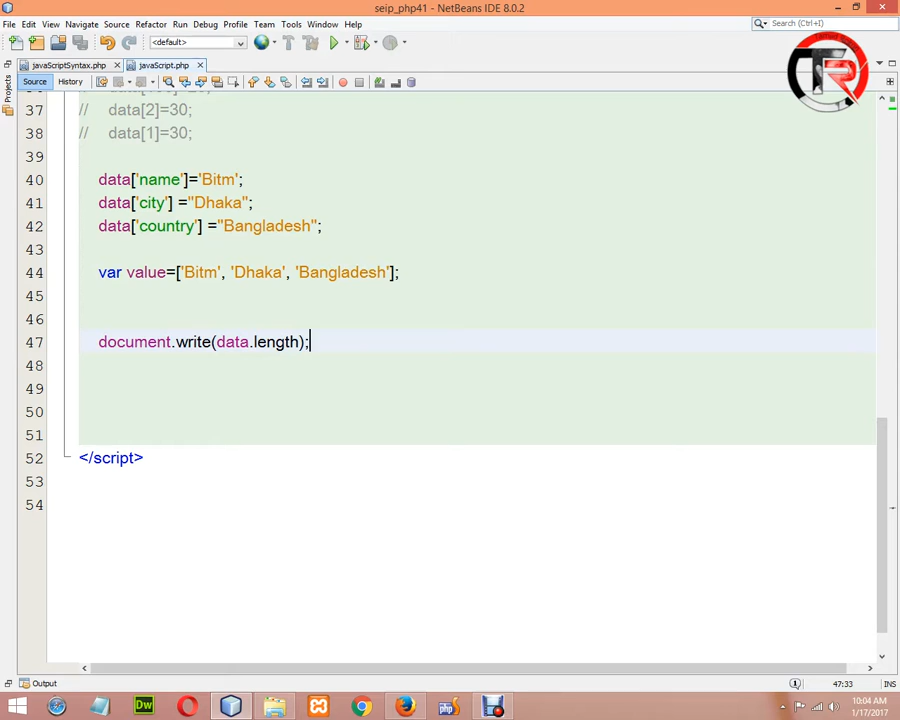 seip_php41 - NetBeans IDE 8.0.2
File Edit View Navigate Source Refactor Run Debug Profile Team Tools Window Help
Search (Ctrl+I)
<default>
javaScriptSyntax.php
javaScript.php
Source History
Projects
37 // data[2]=30;
38 // data[1]=30;
39
40 data['name']='Bitm';
41 data['city'] ="Dhaka";
42 data['country'] ="Bangladesh";
43
44 var value=['Bitm', 'Dhaka', 'Bangladesh'];
45
46
47 document.write(data.length);
48
49
50
51
52 </script>
53
54
Output
47:33
INS
Dw
10:04 AM
1/17/2017